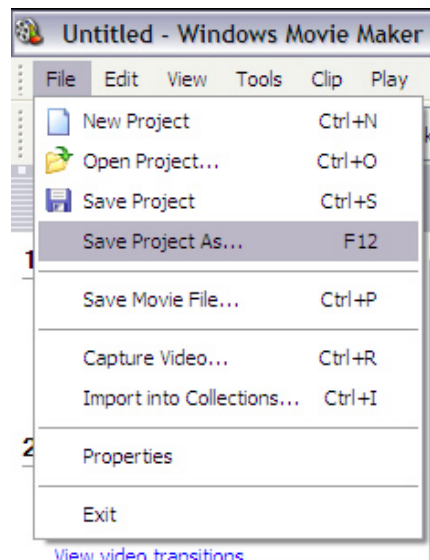 Untitled - Windows Movie Maker
File Edit View Tools Clip Play
New Project Ctrl+N
Open Project... Ctrl+O
Save Project Ctrl+S
Save Project As... F12
1
Save Movie File... Ctrl+P
Capture Video... Ctrl+R
Import into Collections... Ctrl+I
2
Properties
Exit
View video transitions